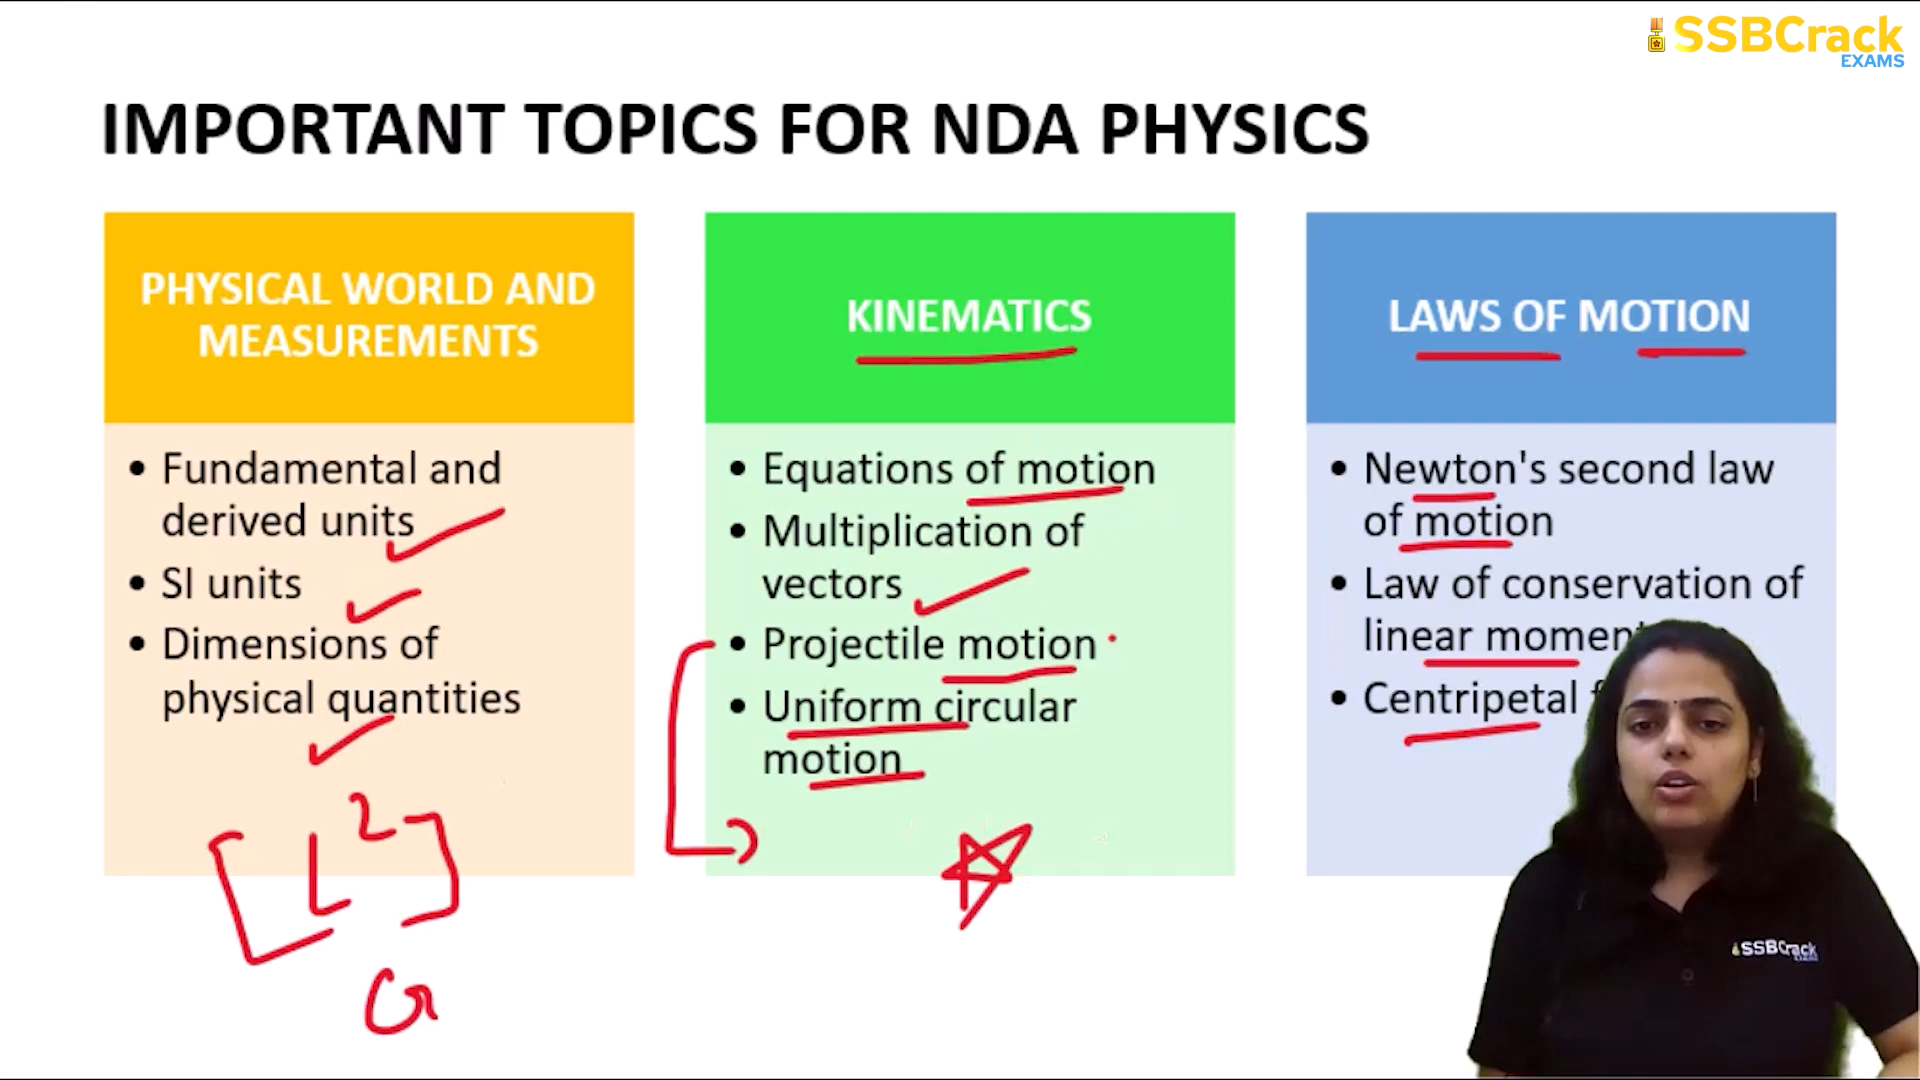 SSBCrack
EXAMS
IMPORTANT TOPICS FOR NDA PHYSICS
PHYSICAL WORLD AND
MEASUREMENTS
• Fundamental and
derived units
• SI units
• Dimensions of
physical quantities
[L²]
G
KINEMATICS
• Equations of motion
• Multiplication of
vectors
• Projectile motion
• Uniform circular
motion
LAWS OF MOTION
• Newton's second law
of motion
• Law of conservation of
linear momen
• Centripetal f
SSBCrack